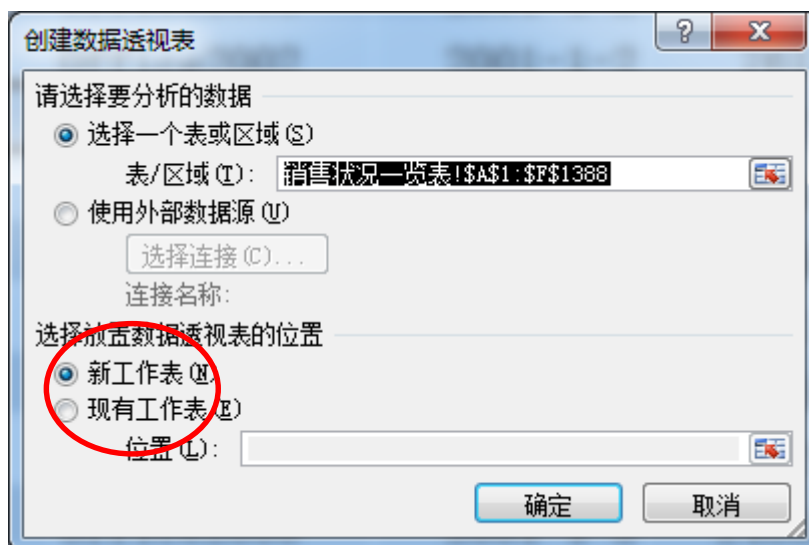 创建数据透视表
请选择要分析的数据
选择一个表或区域(S)
表/区域(T): 销售状况一览表!$A$1:$F$1388
使用外部数据源(U)
选择连接(C)...
连接名称:
选择放置数据透视表的位置
新工作表(N)
现有工作表(E)
位置(L):
确定 取消